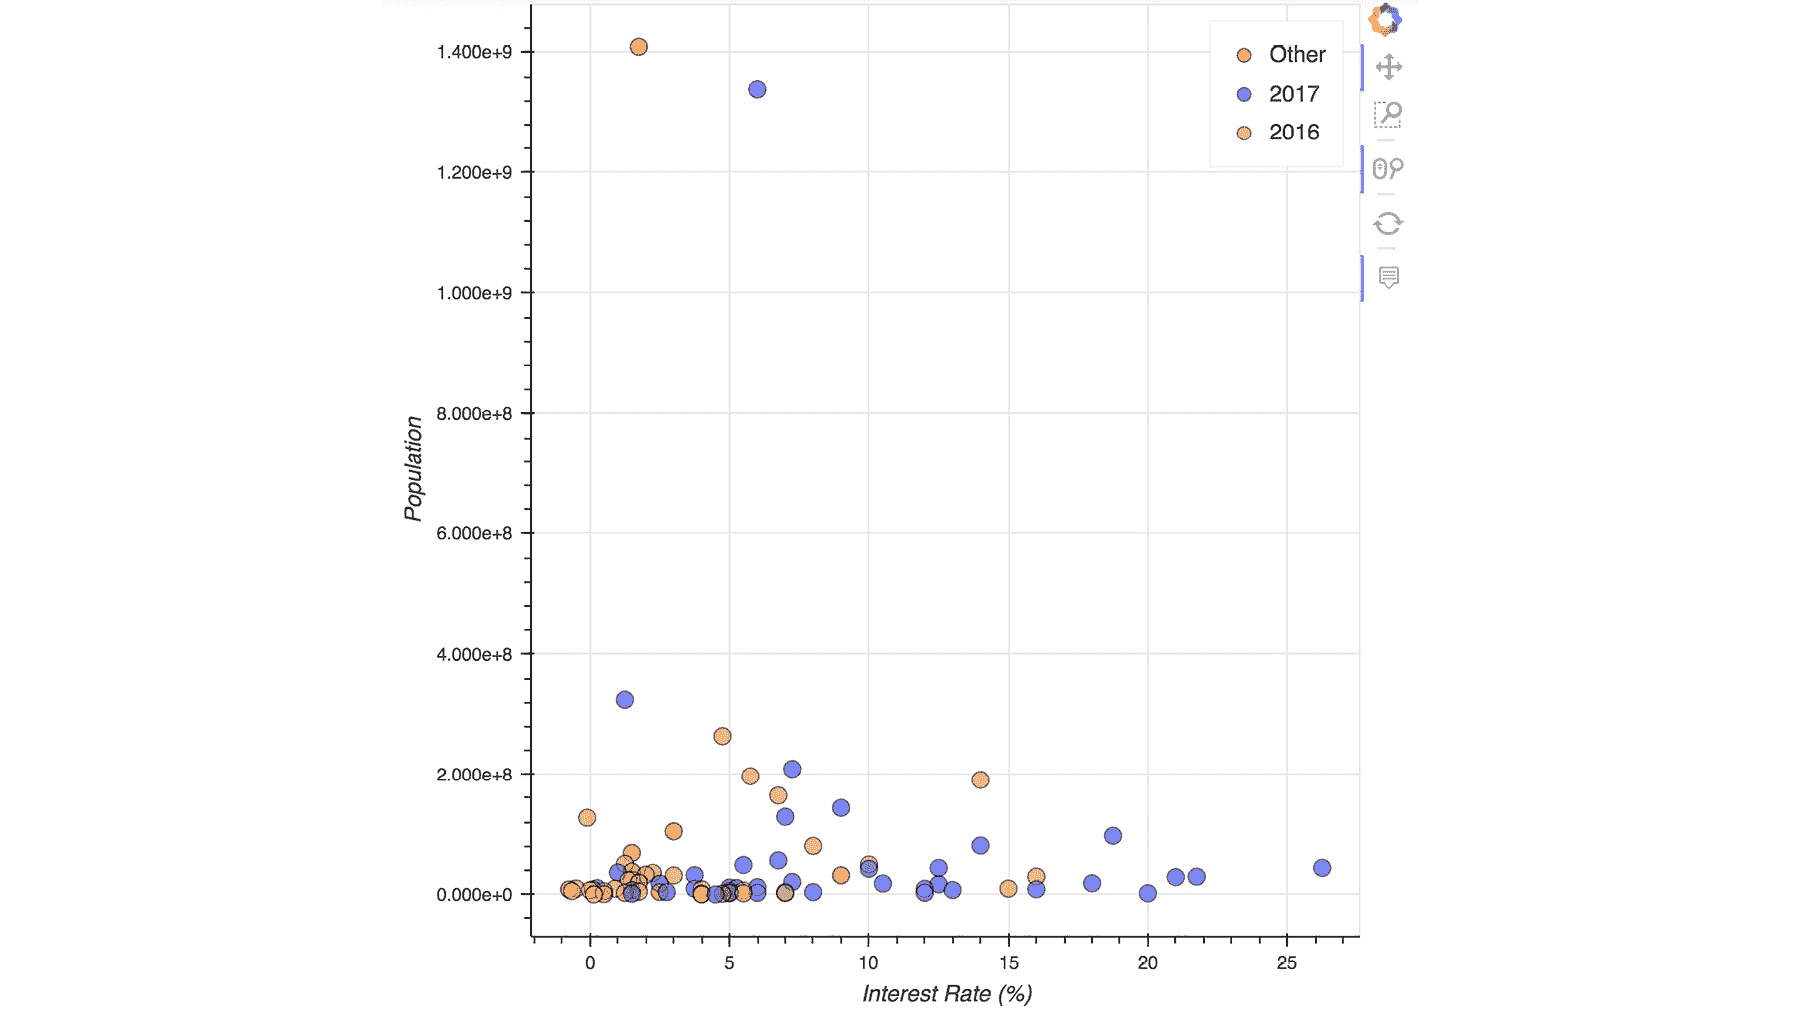 1.400e+9
1.200e+9
1.000e+9
8.000e+8
6.000e+8
4.000e+8
2.000e+8
0.000e+0
Population
Other
2017
2016
0 5 10 15 20 25
Interest Rate (%)